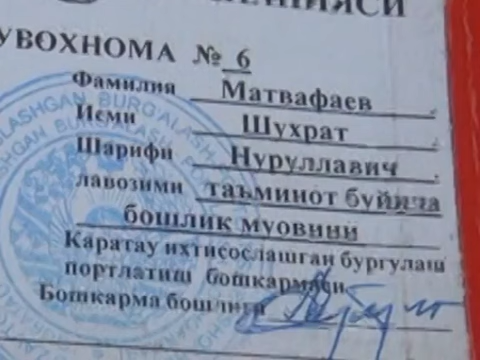 УВОХНОМА № 6
Фамилия Матвафаев
Исми Шухрат
Шарифи Нуруллавич
лавозими таъминот буйича
бошлик муовини
Каратау ихтисослашган бургулаш
портлатиш бошкармаси
Бошкарма бошлиги